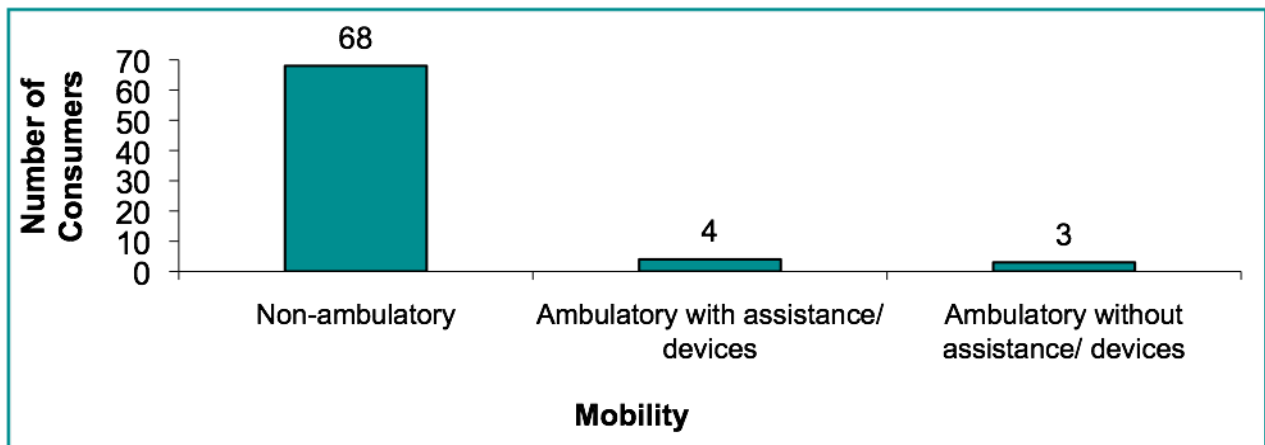 68
70
60
50
40
30
20
10
0
Number of
Consumers
4
3
Non-ambulatory
Ambulatory with assistance/
devices
Ambulatory without
assistance/ devices
Mobility